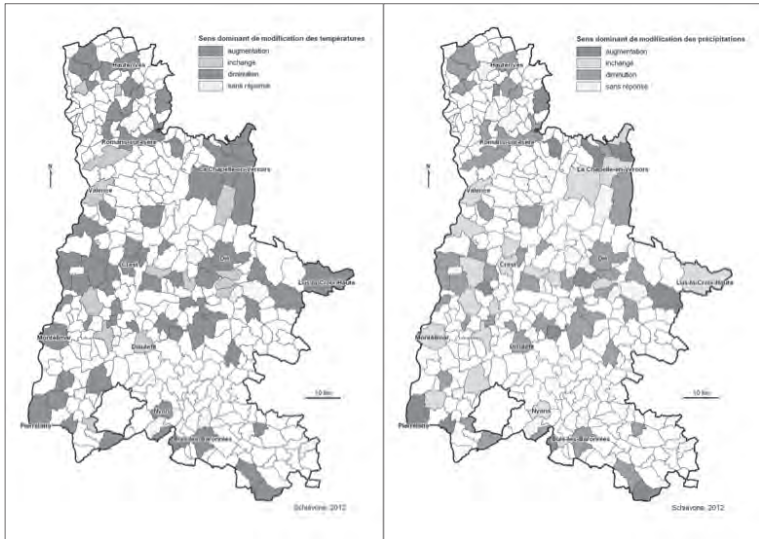 Sens dominant de modification des températures
augmentation
inchangé
diminution
sans réponse
Hauterives
Romans-sur-Isère
La Chapelle-en-Vercors
N
Valence
Crest
Die
Lus-la-Croix-Haute
Montélimar
Dieulefit
10 km
Nyons
Pierrelatte
Buis-les-Baronnies
Schiavone, 2012
Sens dominant de modification des précipitations
augmentation
inchangé
diminution
sans réponse
Hauterives
Romans-sur-Isère
La Chapelle-en-Vercors
N
Valence
Crest
Die
Lus-la-Croix-Haute
Montélimar
Dieulefit
10 km
Nyons
Pierrelatte
Buis-les-Baronnies
Schiavone, 2012